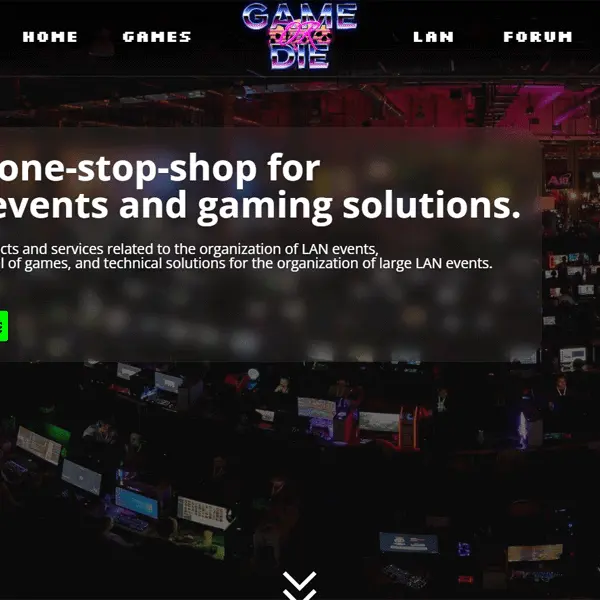 HOME
GAMES
GAME
OR
DIE
LAN
FORUM
one-stop-shop for
events and gaming solutions.
cts and services related to the organization of LAN events,
l of games, and technical solutions for the organization of large LAN events.